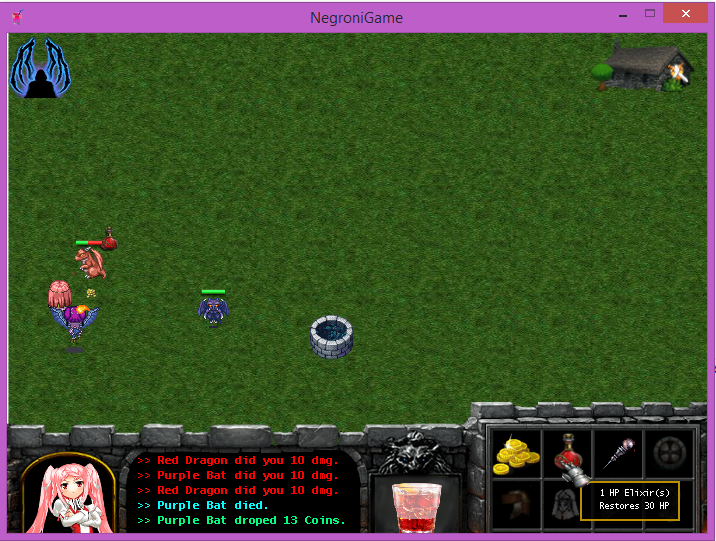 NegroniGame
>> Red Dragon did you 10 dmg.
>> Purple Bat did you 10 dmg.
>> Red Dragon did you 10 dmg.
>> Purple Bat died.
>> Purple Bat droped 13 Coins.
1 HP Elixir(s)
Restores 30 HP